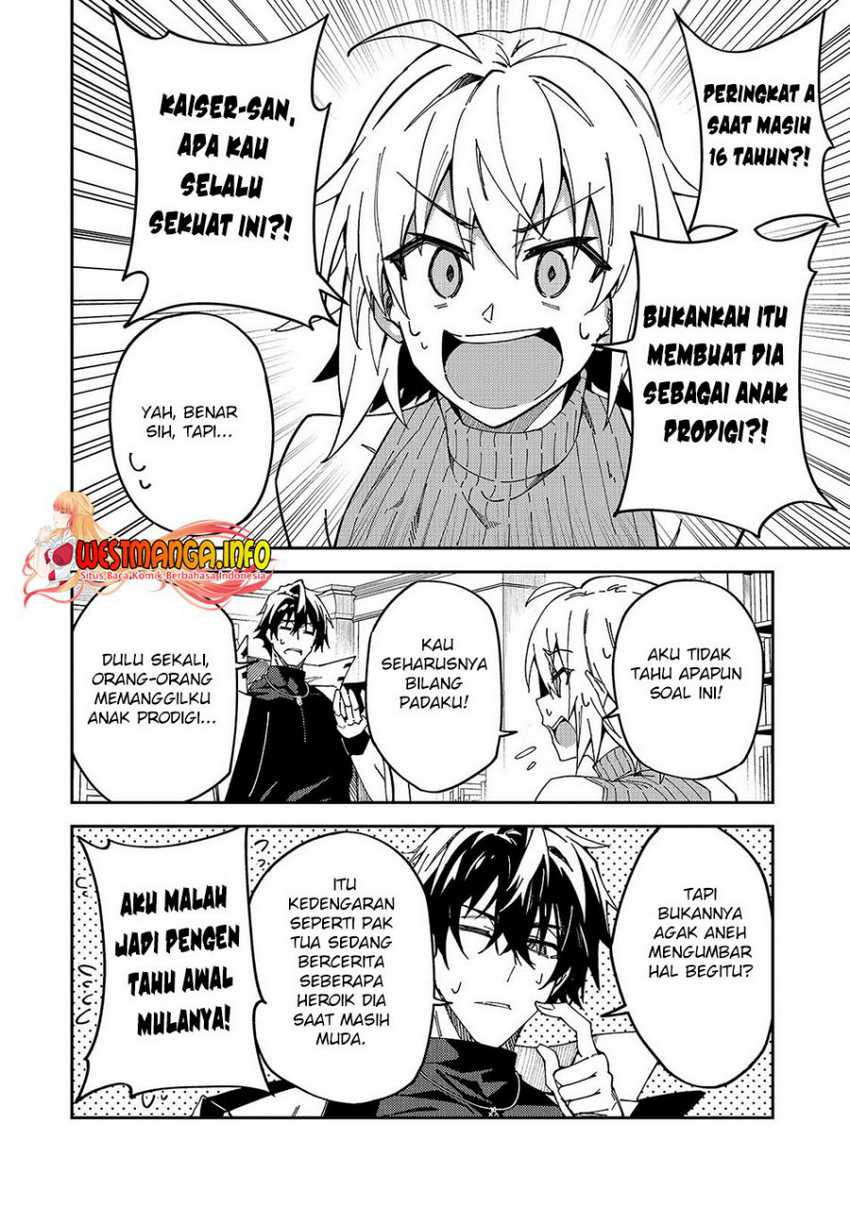 PERINGKAT A
SAAT MASIH
16 TAHUN?!
BUKANKAH ITU
MEMBUAT DIA
SEBAGAI ANAK
PRODIGI?!
KAISER-SAN,
APA KAU
SELALU
SEKUAT INI?!
YAH, BENAR
SIH, TAPI...
WESTMANGA.INFO
Situs Baca Komik Berbahasa Indonesia
AKU TIDAK
TAHU APAPUN
SOAL INI!
KAU
SEHARUSNYA
BILANG
PADAKU!
DULU SEKALI,
ORANG-ORANG
MEMANGGILKU
ANAK PRODIGI...
TAPI
BUKANNYA
AGAK ANEH
MENGUMBAR
HAL BEGITU?
ITU
KEDENGARAN
SEPERTI PAK
TUA SEDANG
BERCERITA
SEBERAPA
HEROIK DIA
SAAT MASIH
MUDA.
AKU MALAH
JADI PENGEN
TAHU AWAL
MULANYA!